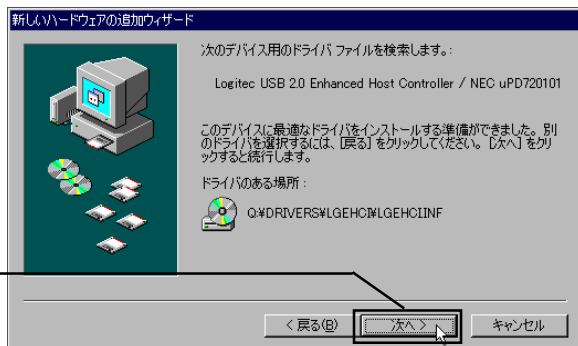 新しいハードウェアの追加ウィザード
次のデバイス用のドライバ ファイルを検索します。:
Logitec USB 2.0 Enhanced Host Controller / NEC uPD720101
このデバイスに最適なドライバをインストールする準備ができました。別
のドライバを選択するには、[戻る] をクリックしてください。[次へ] をクリ
ックすると続行します。
ドライバのある場所:
Q:¥DRIVERS¥LGEHCI¥LGEHCIINF
< 戻る(B)
次へ >
キャンセル